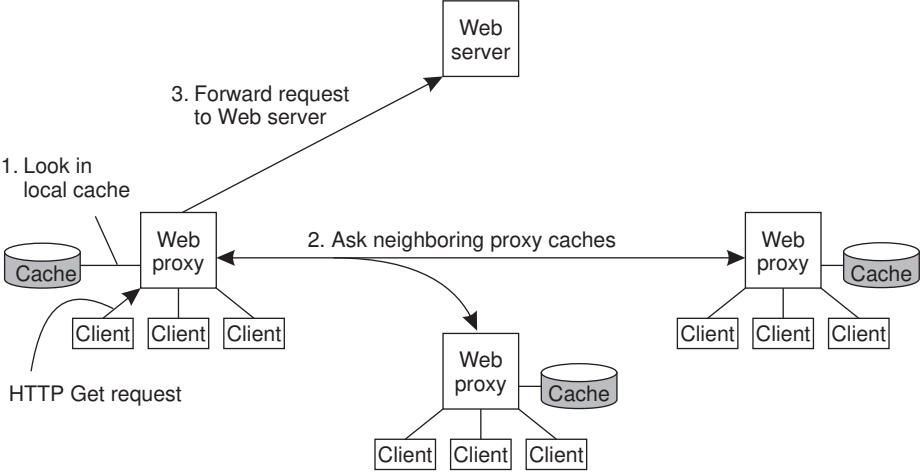 Web
server
3. Forward request
to Web server
1. Look in
local cache
Web
proxy
2. Ask neighboring proxy caches
Web
proxy
Cache
Cache
Client
Client
Client
Client
Client
Client
HTTP Get request
Web
proxy
Cache
Client
Client
Client